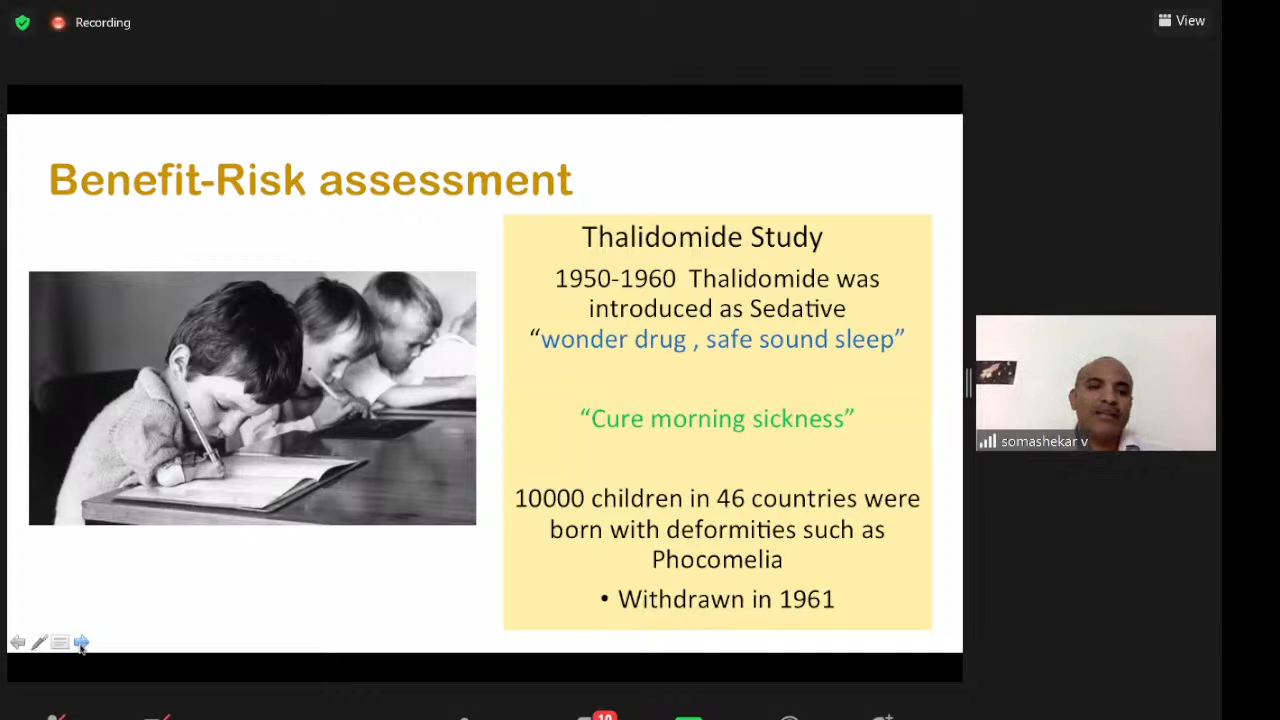 Recording
View
Benefit-Risk assessment
Thalidomide Study
1950-1960 Thalidomide was
introduced as Sedative
“wonder drug , safe sound sleep”
“Cure morning sickness”
10000 children in 46 countries were
born with deformities such as
Phocomelia
• Withdrawn in 1961
somashekar v
10